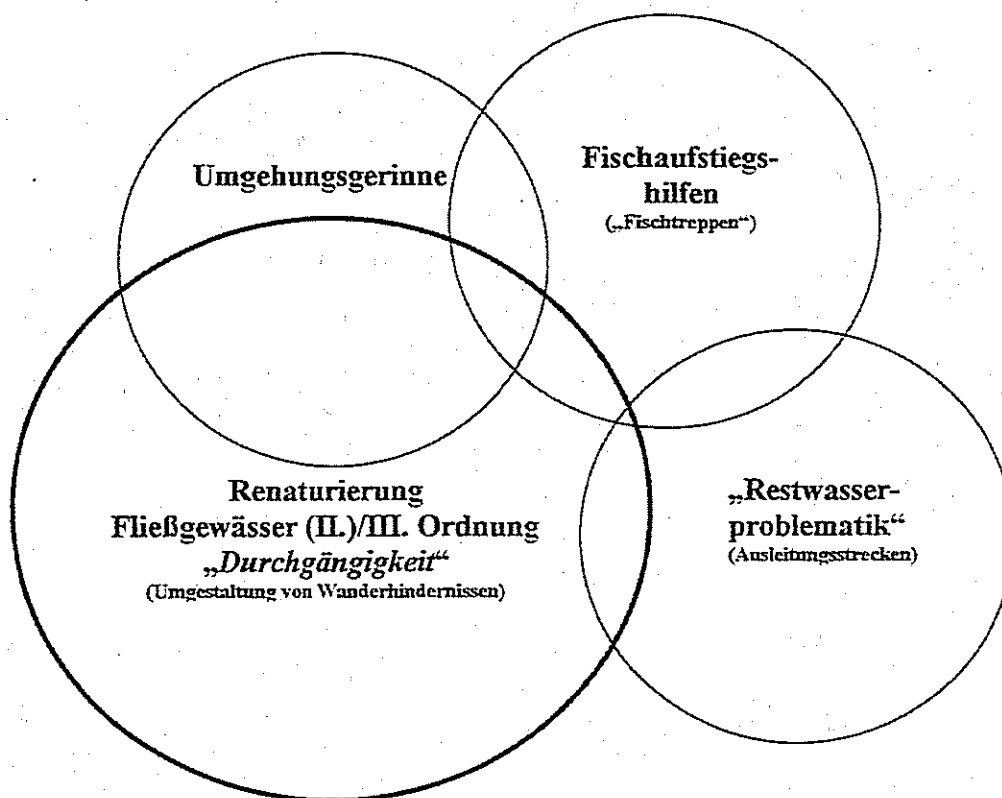 Umgehungsgerinne
Fischaufstiegs-
hilfen
(„Fischtreppen“)
Renaturierung
Fließgewässer (II.)/III. Ordnung
„Durchgängigkeit“
(Umgestaltung von Wanderhindernissen)
„Restwasser-
problematik“
(Ausleitungsstrecken)